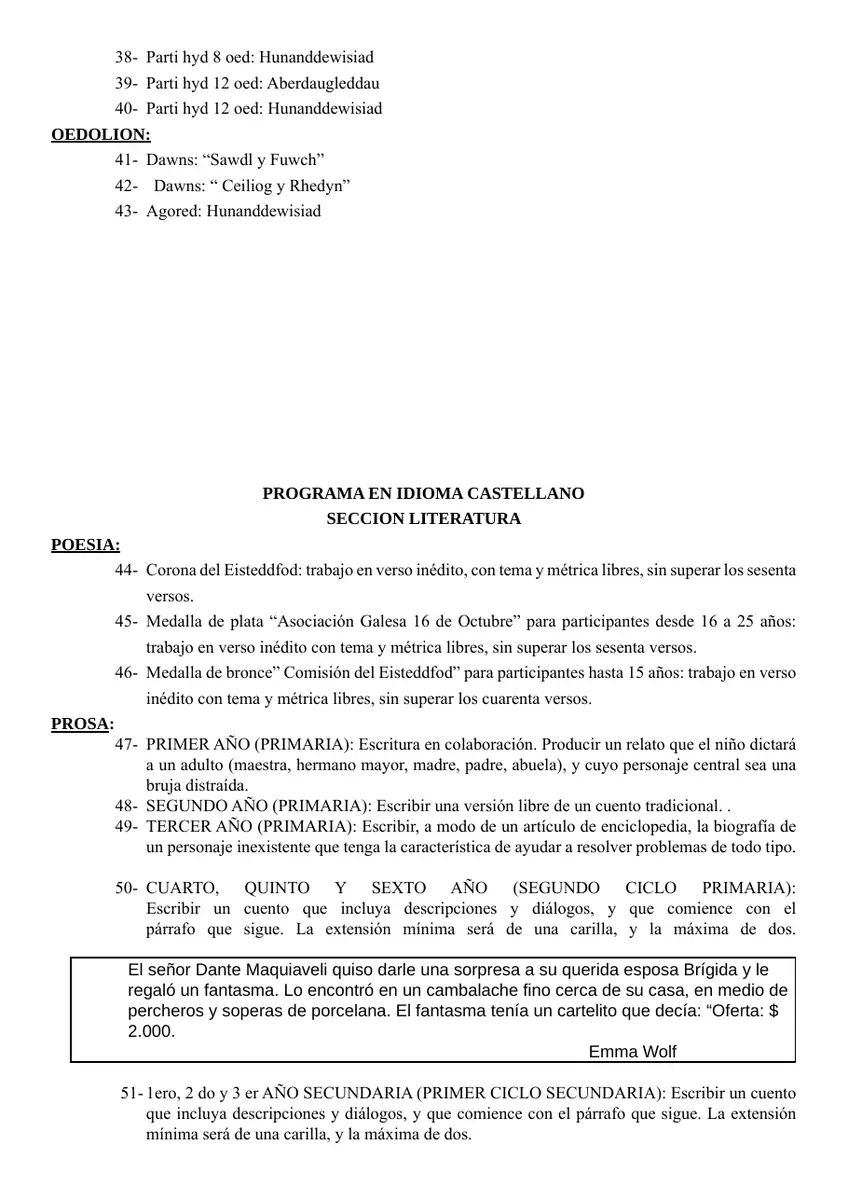 38- Parti hyd 8 oed: Hunanddewisiad
39- Parti hyd 12 oed: Aberdaugleddau
40- Parti hyd 12 oed: Hunanddewisiad
OEDOLION:
41- Dawns: “Sawdl y Fuwch”
42- Dawns: “ Ceiliog y Rhedyn”
43- Agored: Hunanddewisiad
PROGRAMA EN IDIOMA CASTELLANO
SECCION LITERATURA
POESIA:
44- Corona del Eisteddfod: trabajo en verso inédito, con tema y métrica libres, sin superar los sesenta
versos.
45- Medalla de plata “Asociación Galesa 16 de Octubre” para participantes desde 16 a 25 años:
trabajo en verso inédito con tema y métrica libres, sin superar los sesenta versos.
46- Medalla de bronce” Comisión del Eisteddfod” para participantes hasta 15 años: trabajo en verso
inédito con tema y métrica libres, sin superar los cuarenta versos.
PROSA:
47- PRIMER AÑO (PRIMARIA): Escritura en colaboración. Producir un relato que el niño dictará
a un adulto (maestra, hermano mayor, madre, padre, abuela), y cuyo personaje central sea una
bruja distraída.
48- SEGUNDO AÑO (PRIMARIA): Escribir una versión libre de un cuento tradicional. .
49- TERCER AÑO (PRIMARIA): Escribir, a modo de un artículo de enciclopedia, la biografía de
un personaje inexistente que tenga la característica de ayudar a resolver problemas de todo tipo.
50- CUARTO, QUINTO Y SEXTO AÑO (SEGUNDO CICLO PRIMARIA):
Escribir un cuento que incluya descripciones y diálogos, y que comience con el
párrafo que sigue. La extensión mínima será de una carilla, y la máxima de dos.
El señor Dante Maquiaveli quiso darle una sorpresa a su querida esposa Brígida y le
regaló un fantasma. Lo encontró en un cambalache fino cerca de su casa, en medio de
percheros y soperas de porcelana. El fantasma tenía un cartelito que decía: “Oferta: $
2.000.
Emma Wolf
51- 1ero, 2 do y 3 er AÑO SECUNDARIA (PRIMER CICLO SECUNDARIA): Escribir un cuento
que incluya descripciones y diálogos, y que comience con el párrafo que sigue. La extensión
mínima será de una carilla, y la máxima de dos.